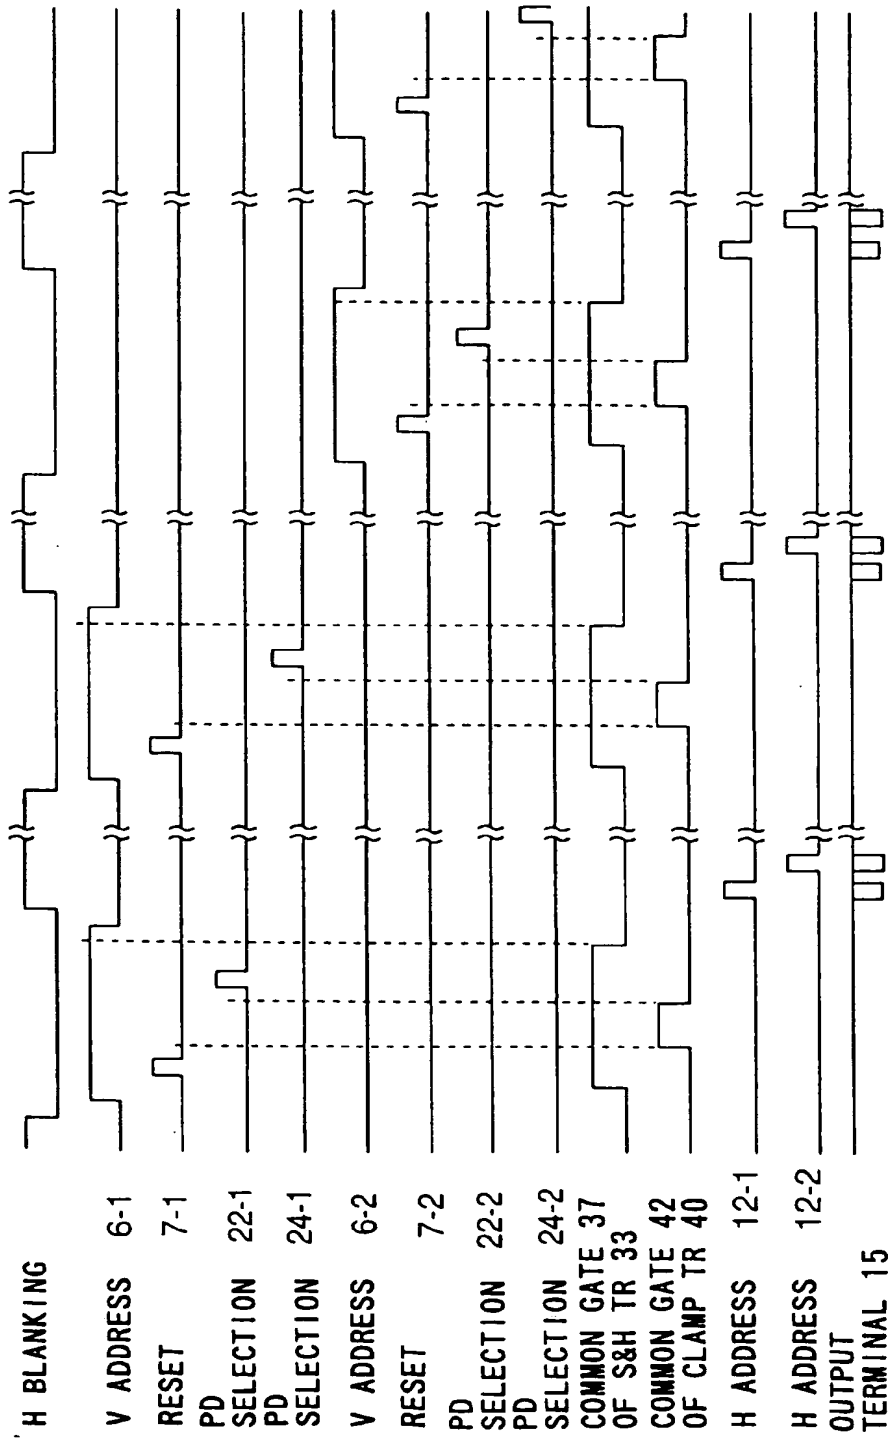 H BLANKING
V ADDRESS 6-1
RESET 7-1
PD
SELECTION 22-1
PD
SELECTION 24-1
V ADDRESS 6-2
RESET 7-2
PD
SELECTION 22-2
PD
SELECTION 24-2
COMMON GATE 37
OF S&H TR 33
COMMON GATE 42
OF CLAMP TR 40
H ADDRESS 12-1
H ADDRESS 12-2
OUTPUT
TERMINAL 15